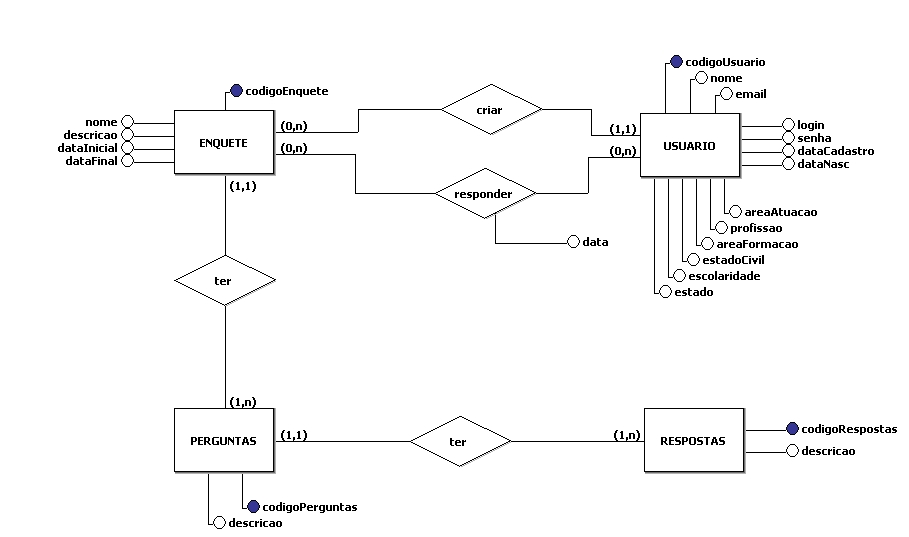 codigoUsuario
nome
email
codigoEnquete
nome
descricao
dataInicial
dataFinal
ENQUETE
(0,n)
(0,n)
(1,1)
criar
responder
data
(1,1)
(0,n)
USUARIO
login
senha
dataCadastro
dataNasc
areaAtuacao
profissao
areaFormacao
estadoCivil
escolaridade
estado
ter
(1,n)
PERGUNTAS
(1,1)
ter
(1,n)
RESPOSTAS
codigoRespostas
descricao
codigoPerguntas
descricao